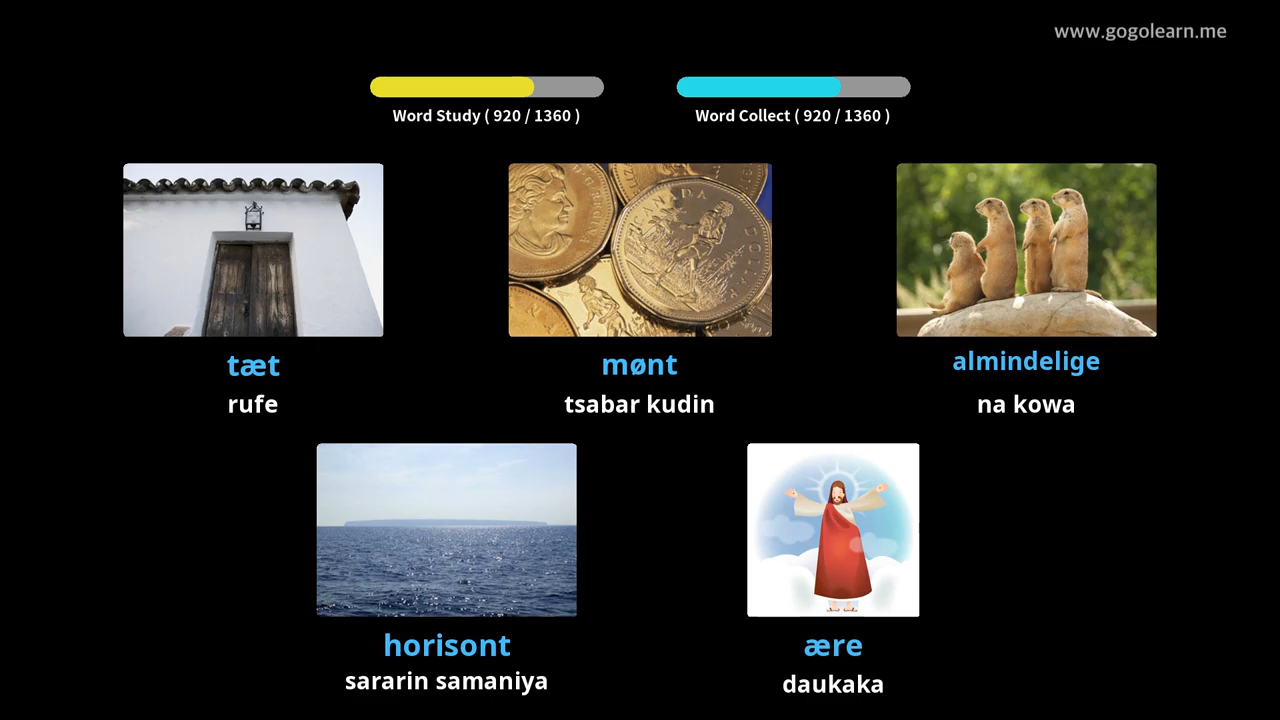 www.gogolearn.me
Word Study ( 920 / 1360 )
Word Collect ( 920 / 1360 )
tæt
mønt
almindelige
rufe
tsabar kudin
na kowa
horisont
ære
sararin samaniya
daukaka